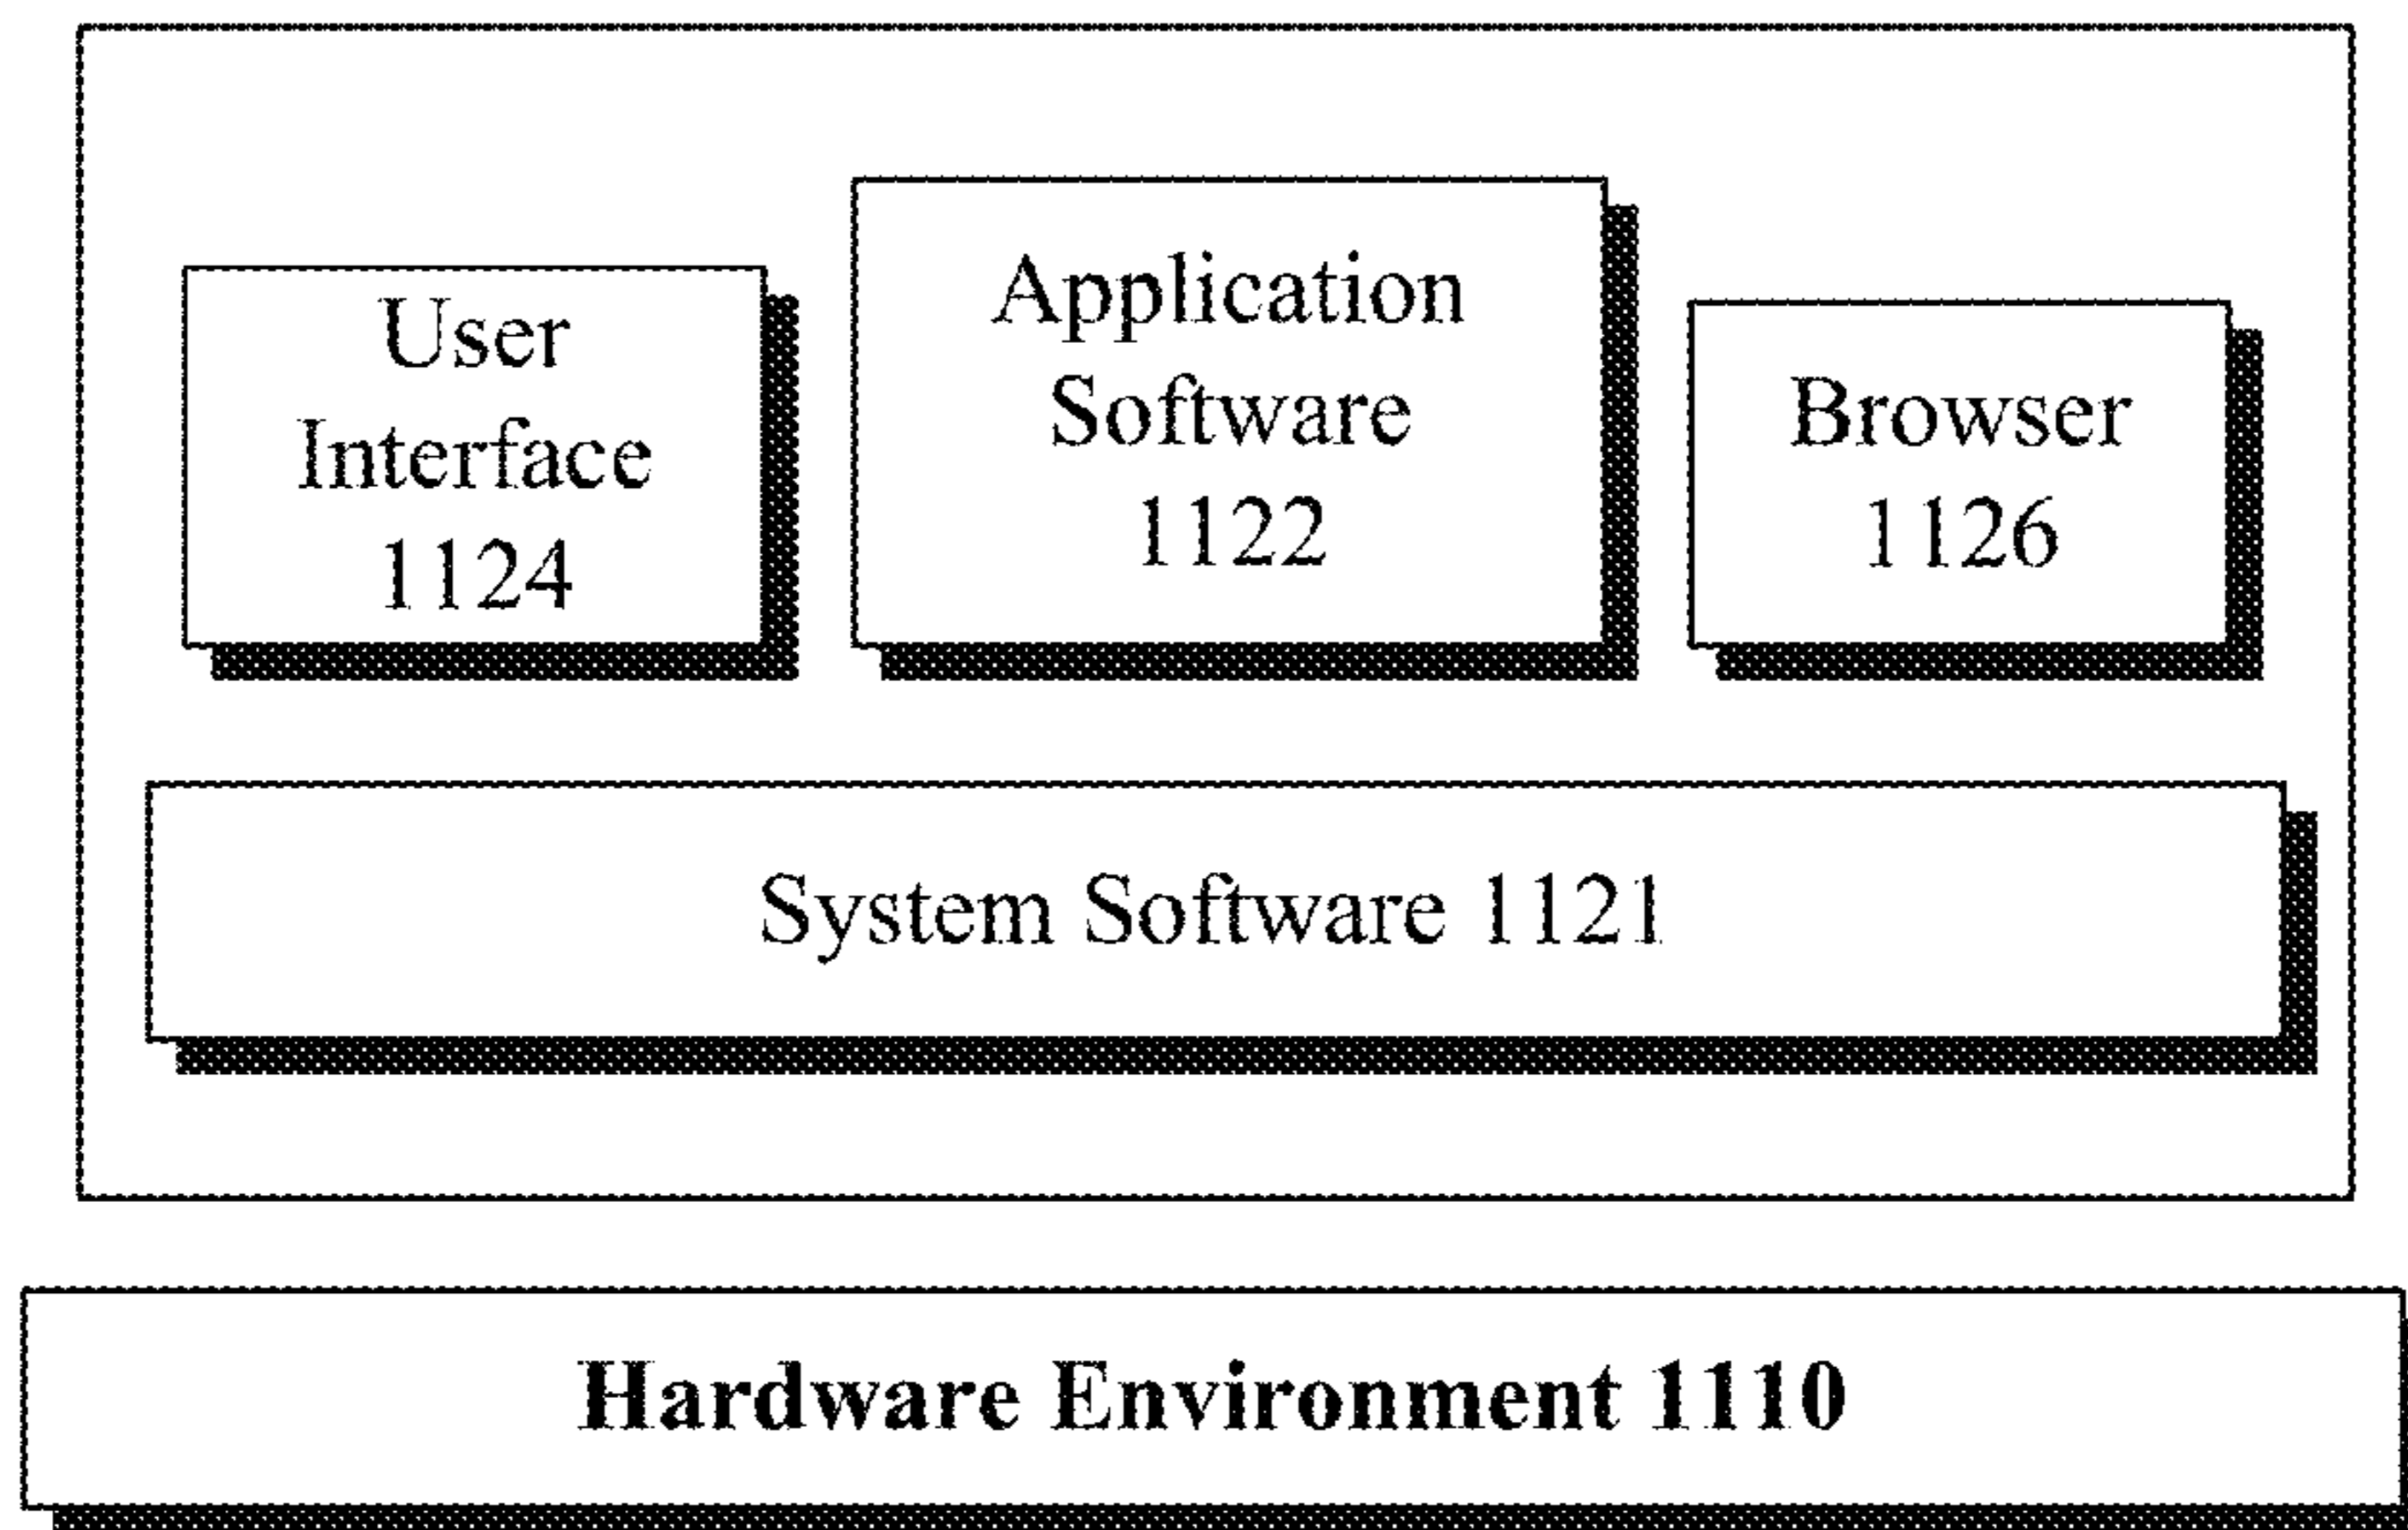 User
Interface
1124
Application
Software
1122
Browser
1126
System Software 1121
Hardware Environment 1110